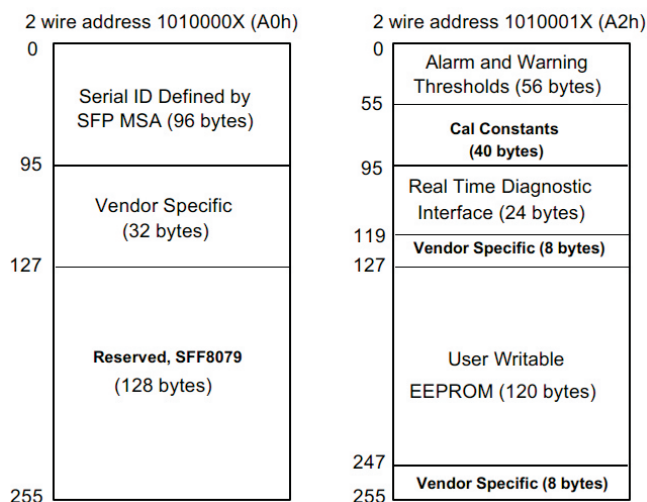 2 wire address 1010000X (A0h)
0
Serial ID Defined by
SFP MSA (96 bytes)
95
Vendor Specific
(32 bytes)
127
Reserved, SFF8079
(128 bytes)
255
2 wire address 1010001X (A2h)
0
Alarm and Warning
Thresholds (56 bytes)
55
Cal Constants
(40 bytes)
95
Real Time Diagnostic
Interface (24 bytes)
119
Vendor Specific (8 bytes)
127
User Writable
EEPROM (120 bytes)
247
Vendor Specific (8 bytes)
255